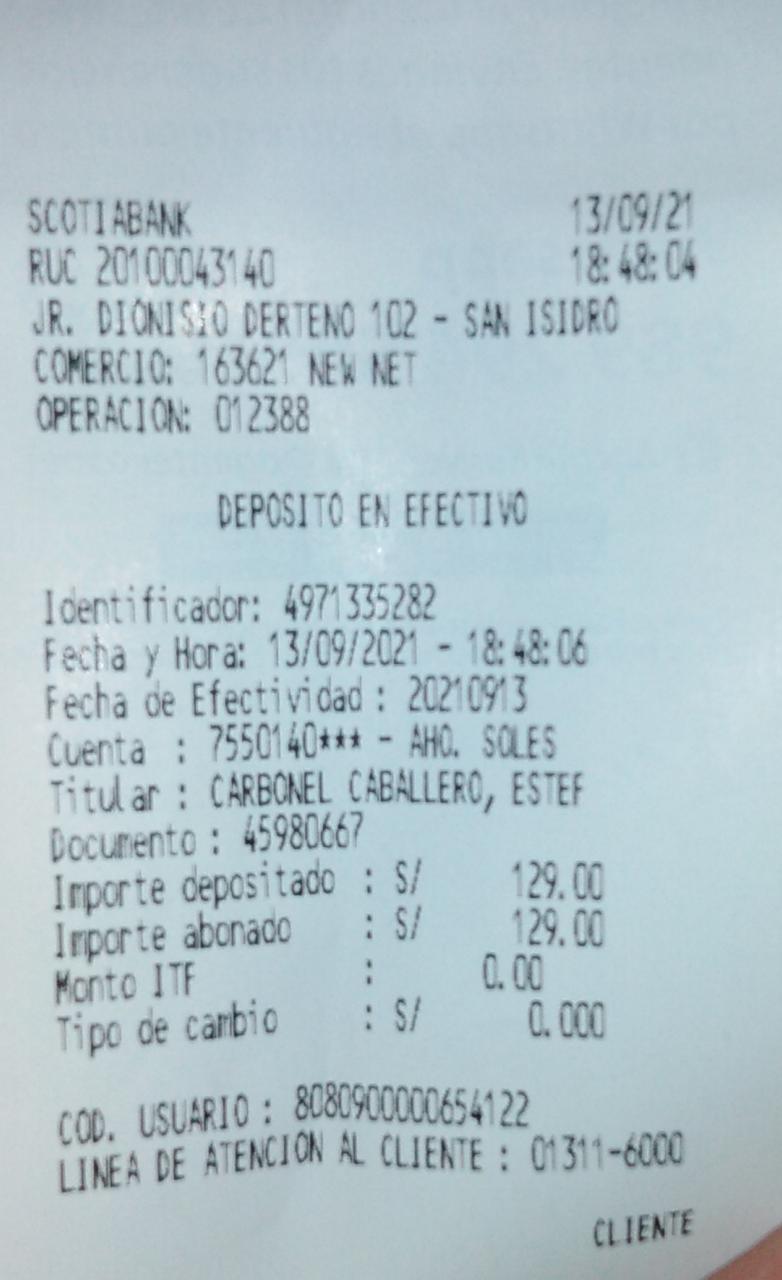 SCOTIABANK 13/09/21
RUC 20100043140 18:48:04
JR. DIONISIO DERTENO 102 - SAN ISIDRO
COMERCIO: 163621 NEW NET
OPERACION: 012388
DEPOSITO EN EFECTIVO
Identificador: 4971335282
Fecha y Hora: 13/09/2021 - 18:48:06
Fecha de Efectividad : 20210913
Cuenta : 7550140*** - AHO. SOLES
Titular : CARBONEL CABALLERO, ESTEF
Documento : 45980667
Importe depositado : S/ 129.00
Importe abonado : S/ 129.00
Monto ITF : 0.00
Tipo de cambio : S/ 0.000
COD. USUARIO : 8080900000654122
LINEA DE ATENCION AL CLIENTE : 01311-6000
CLIENTE